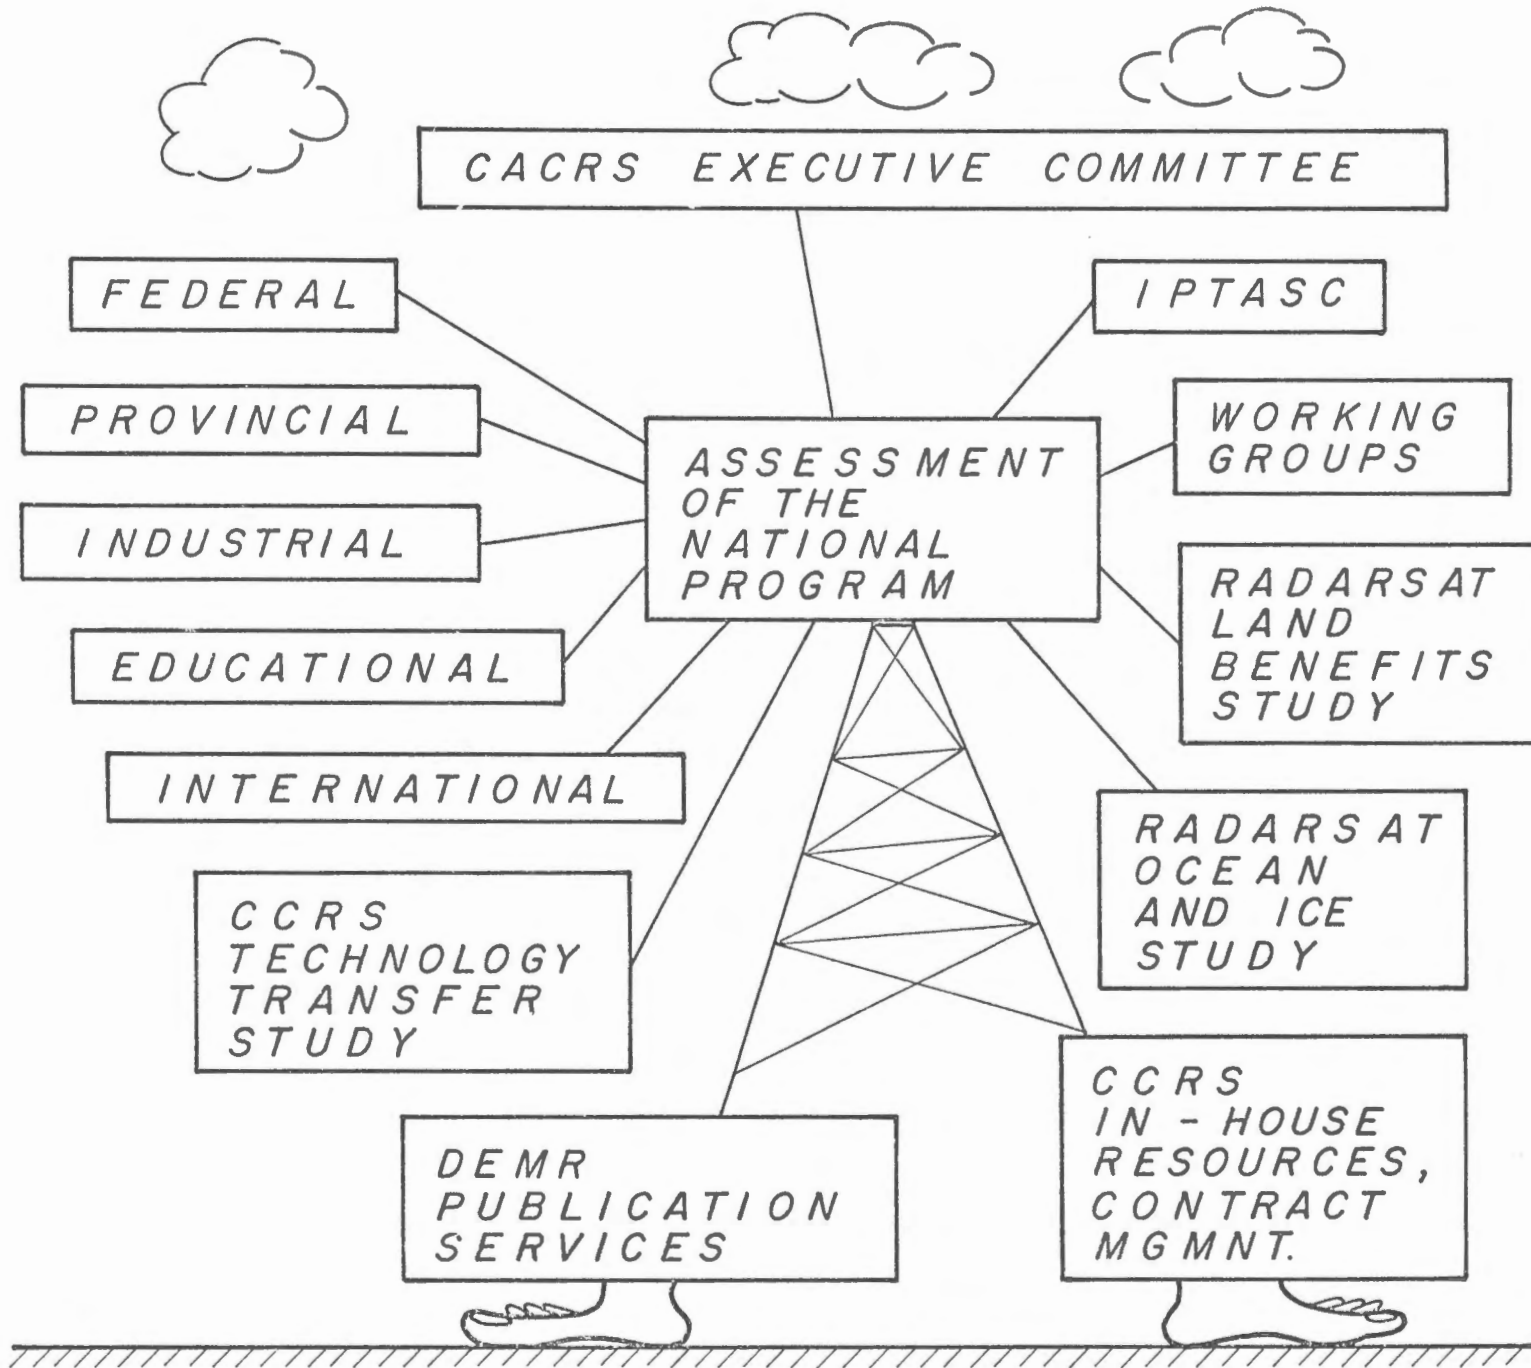 CACRS EXECUTIVE COMMITTEE
FEDERAL
IPTASC
PROVINCIAL
WORKING
GROUPS
ASSESSMENT
OF THE
NATIONAL
PROGRAM
INDUSTRIAL
RADARSAT
LAND
BENEFITS
STUDY
EDUCATIONAL
INTERNATIONAL
RADARSAT
OCEAN
AND ICE
STUDY
CCRS
TECHNOLOGY
TRANSFER
STUDY
CCRS
IN-HOUSE
RESOURCES,
CONTRACT
MGMNT.
DEMR
PUBLICATION
SERVICES